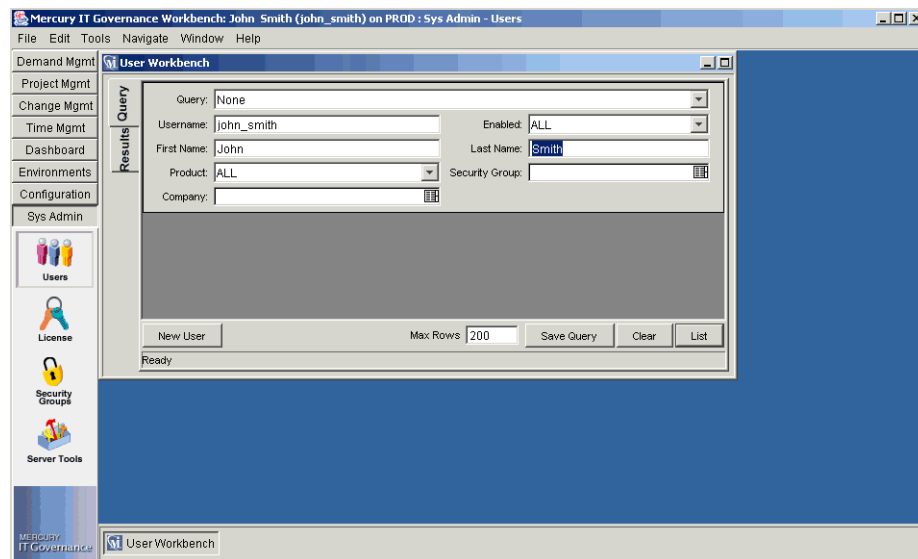 Mercury IT Governance Workbench: John Smith (john_smith) on PROD : Sys Admin - Users
File Edit Tools Navigate Window Help
Demand Mgmt
Project Mgmt
Change Mgmt
Time Mgmt
Dashboard
Environments
Configuration
Sys Admin
Users
License
Security
Groups
Server Tools
MERCURY
IT Governance
User Workbench
Query
Results
Query: None
Username: john_smith Enabled: ALL
First Name: John Last Name: Smith
Product: ALL Security Group:
Company:
New User Max Rows 200 Save Query Clear List
Ready
User Workbench